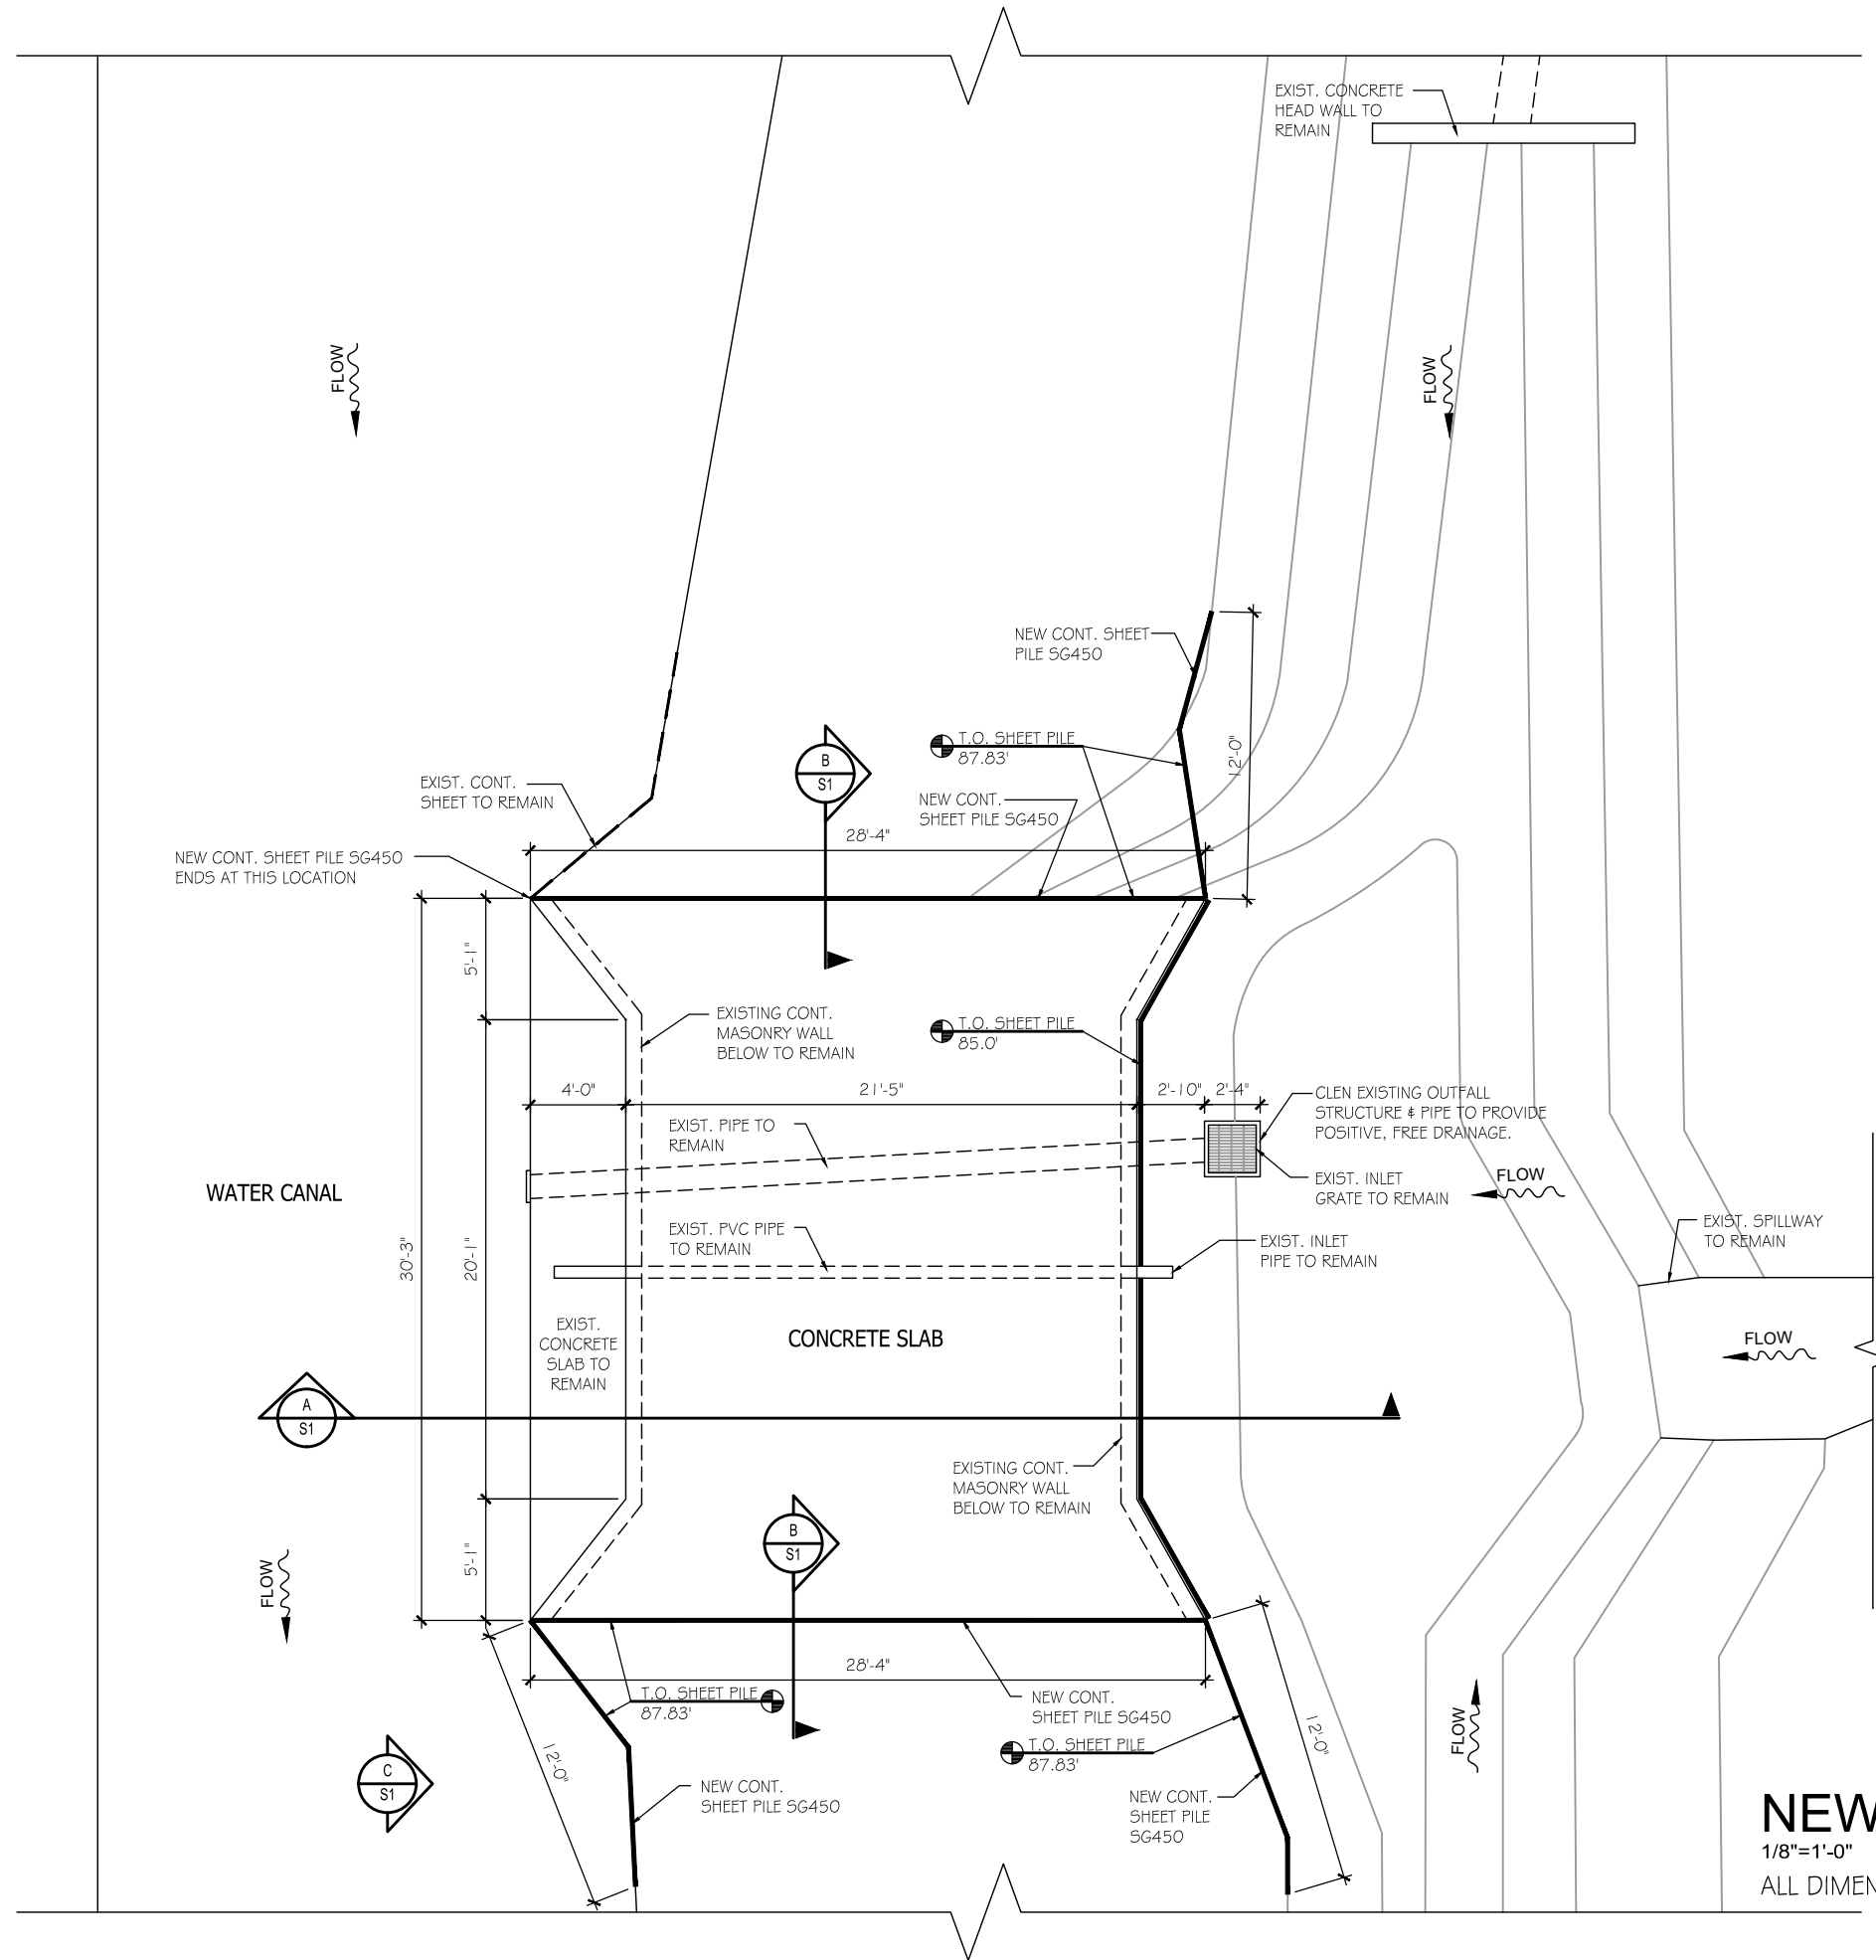 EXIST. CONCRETE
HEAD WALL TO
REMAIN
FLOW
FLOW
NEW CONT. SHEET
PILE SG450
12'-0"
T.O. SHEET PILE
87.83'
B
S1
EXIST. CONT.
SHEET TO REMAIN
NEW CONT.
SHEET PILE SG450
28'-4"
NEW CONT. SHEET PILE SG450
ENDS AT THIS LOCATION
5'-1"
EXISTING CONT.
MASONRY WALL
BELOW TO REMAIN
T.O. SHEET PILE
85.0'
4'-0"
21'-5"
2'-10"
2'-4"
CLEN EXISTING OUTFALL
STRUCTURE & PIPE TO PROVIDE
POSITIVE, FREE DRAINAGE.
EXIST. PIPE TO
REMAIN
WATER CANAL
EXIST. INLET
GRATE TO REMAIN
FLOW
EXIST. PVC PIPE
TO REMAIN
EXIST. INLET
PIPE TO REMAIN
EXIST. SPILLWAY
TO REMAIN
30'-3"
20'-1"
EXIST.
CONCRETE
SLAB TO
REMAIN
CONCRETE SLAB
FLOW
A
S1
EXISTING CONT.
MASONRY WALL
BELOW TO REMAIN
B
S1
FLOW
5'-1"
28'-4"
T.O. SHEET PILE
87.83'
NEW CONT.
SHEET PILE SG450
T.O. SHEET PILE
87.83'
12'-0"
12'-0"
FLOW
C
S1
NEW CONT.
SHEET PILE SG450
NEW CONT.
SHEET PILE
SG450
NEW
1/8"=1'-0"
ALL DIMEN